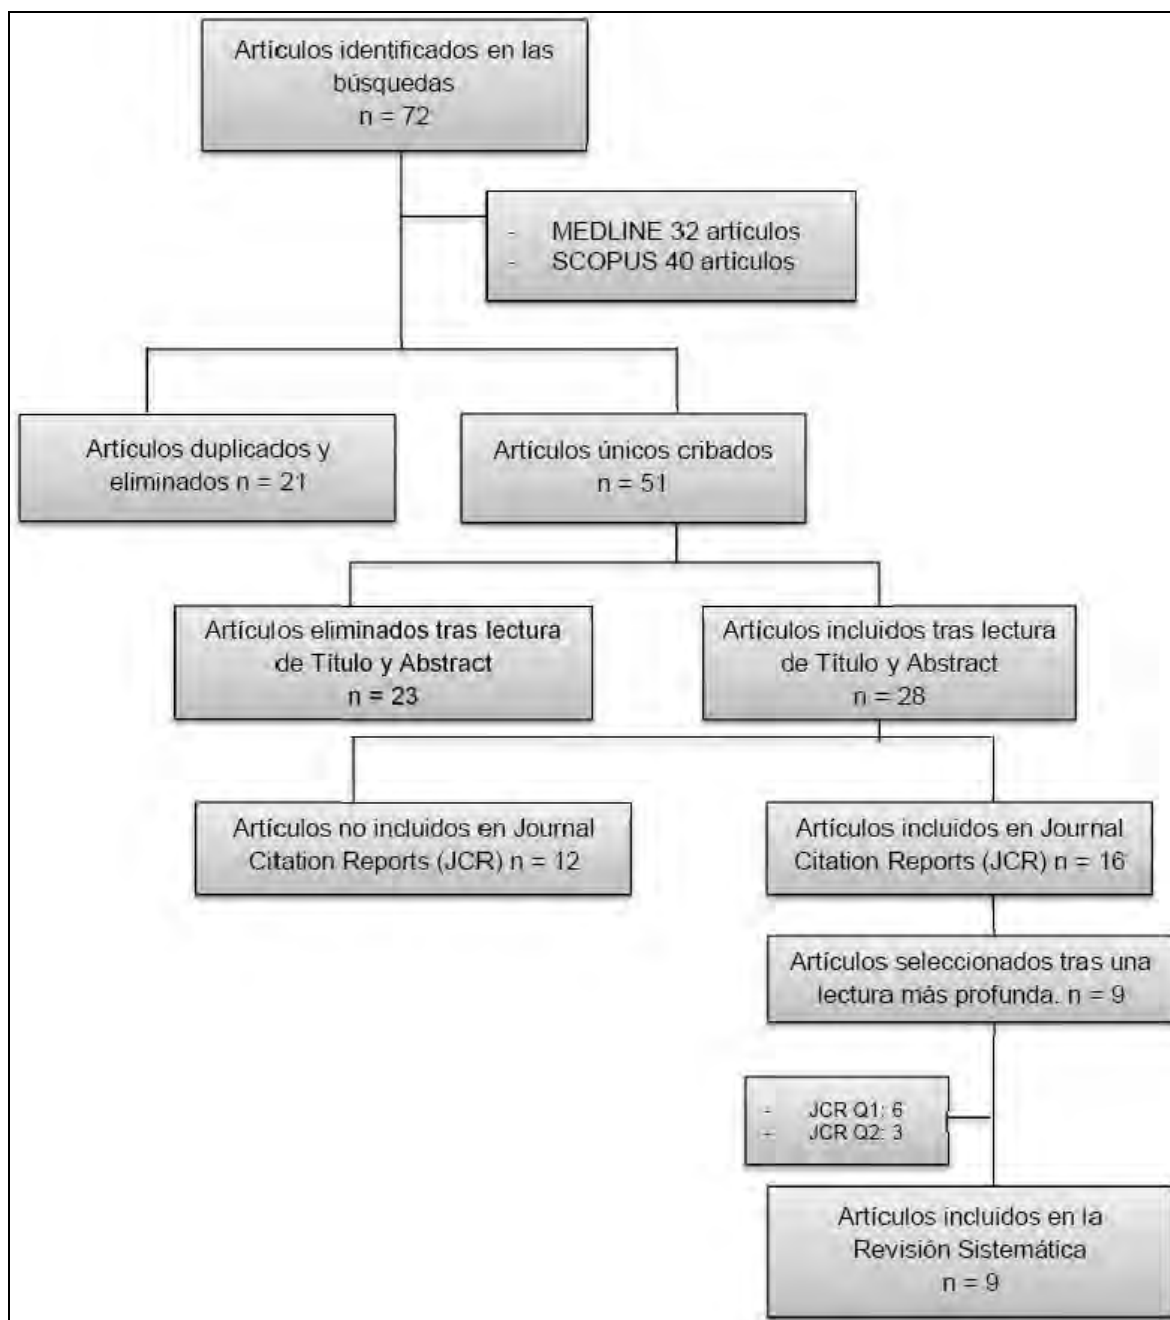 Artículos identificados en las
búsquedas
n = 72
- MEDLINE 32 artículos
- SCOPUS 40 artículos
Artículos duplicados y
eliminados n = 21
Artículos únicos cribados
n = 51
Artículos eliminados tras lectura
de Título y Abstract
n = 23
Artículos incluidos tras lectura
de Título y Abstract
n = 28
Artículos no incluidos en Journal
Citation Reports (JCR) n = 12
Artículos incluidos en Journal
Citation Reports (JCR) n = 16
Artículos seleccionados tras una
lectura más profunda. n = 9
- JCR Q1: 6
- JCR Q2: 3
Artículos incluidos en la
Revisión Sistemática
n = 9